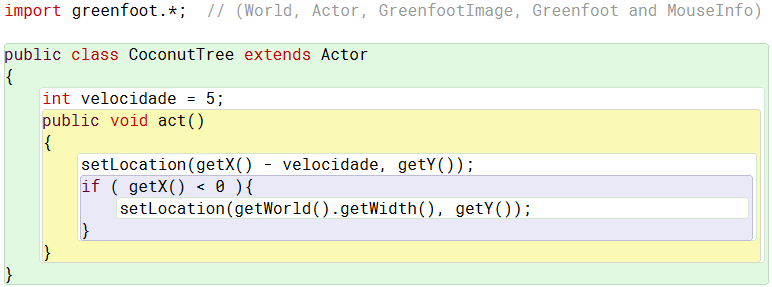 import greenfoot.*;  // (World, Actor, GreenfootImage, Greenfoot and MouseInfo)
public class CoconutTree extends Actor
{
    int velocidade = 5;
    public void act()
    {
        setLocation(getX() - velocidade, getY());
        if ( getX() < 0 ){
            setLocation(getWorld().getWidth(), getY());
        }
    }
}